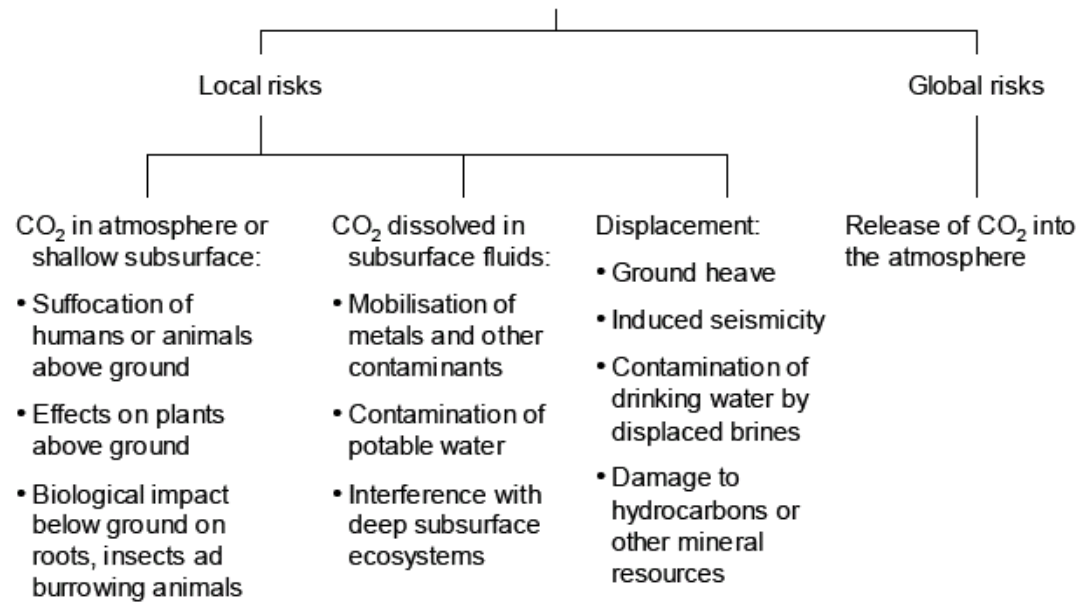 Local risks
Global risks
CO₂ in atmosphere or
shallow subsurface:
• Suffocation of
humans or animals
above ground
• Effects on plants
above ground
• Biological impact
below ground on
roots, insects ad
burrowing animals
CO₂ dissolved in
subsurface fluids:
• Mobilisation of
metals and other
contaminants
• Contamination of
potable water
• Interference with
deep subsurface
ecosystems
Displacement:
• Ground heave
• Induced seismicity
• Contamination of
drinking water by
displaced brines
• Damage to
hydrocarbons or
other mineral
resources
Release of CO₂ into
the atmosphere